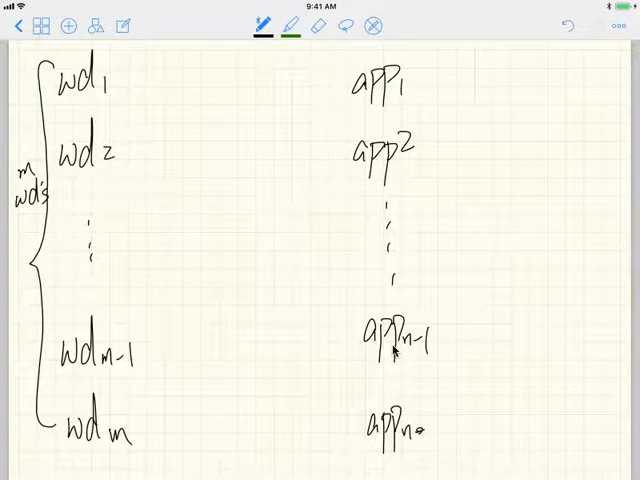 9:41 AM
wd1 app1
wd2 app2
m
wd's
wdm-1 appn-1
wdm appn